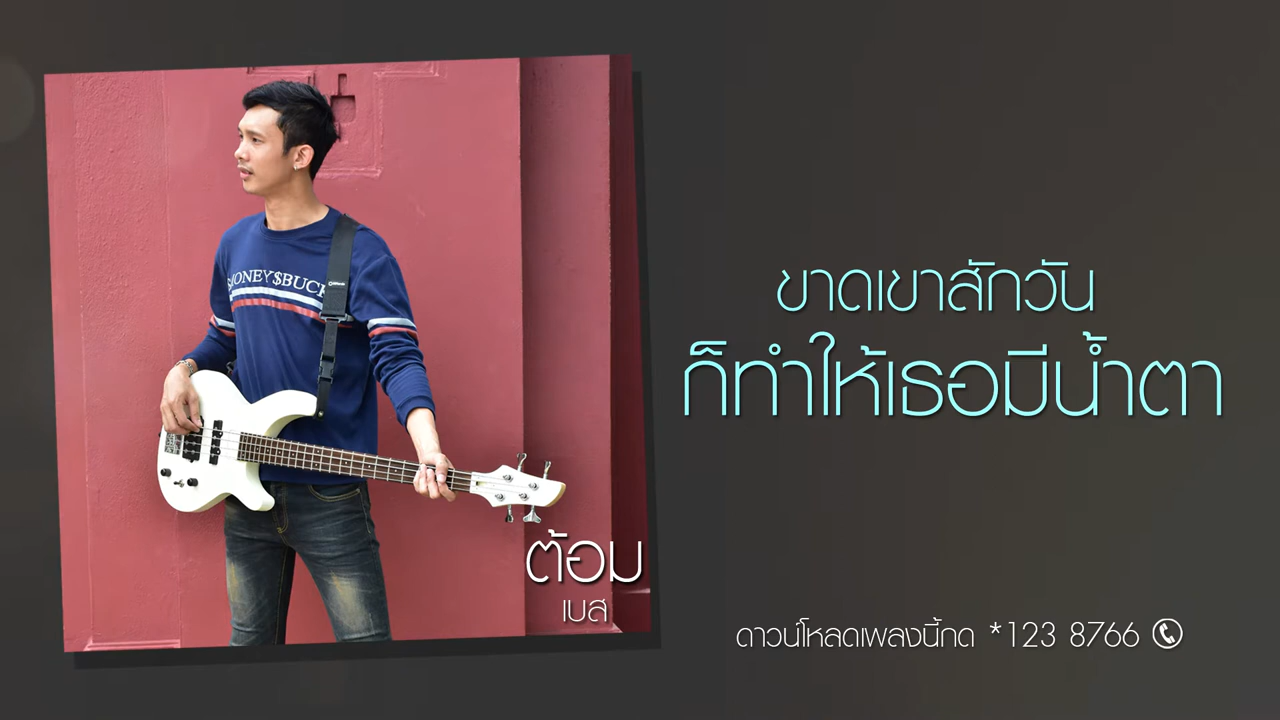 MONEY$BUCK
ต้อม
เบส
ขาดเขาสักวัน
ก็ทำให้เธอมีน้ำตา
ดาวน์โหลดเพลงนี้กด *123 8766